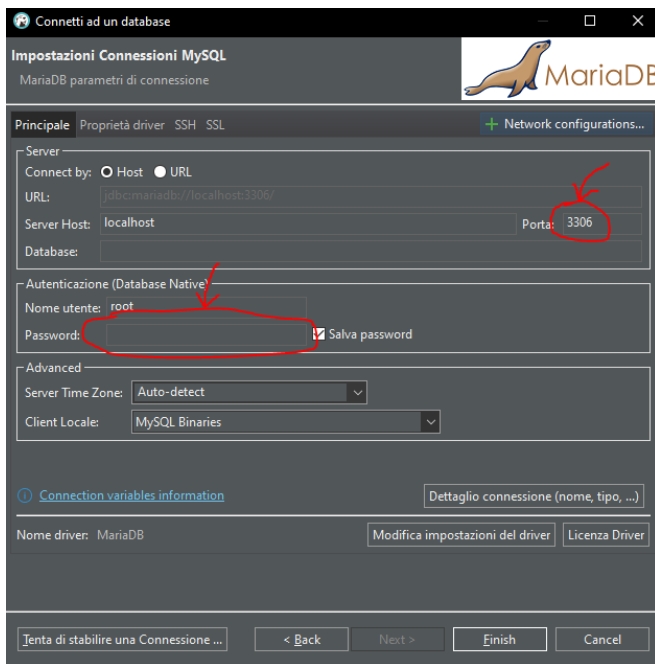 Connetti ad un database
Impostazioni Connessioni MySQL
MariaDB parametri di connessione
MariaDB
Principale Proprietà driver SSH SSL
+ Network configurations...
Server
Connect by: Host URL
URL: jdbc:mariadb://localhost:3306/
Server Host: localhost Porta: 3306
Database:
Autenticazione (Database Native)
Nome utente: root
Password: Salva password
Advanced
Server Time Zone: Auto-detect
Client Locale: MySQL Binaries
Connection variables information
Dettaglio connessione (nome, tipo, ...)
Nome driver: MariaDB Modifica impostazioni del driver Licenza Driver
Tenta di stabilire una Connessione ... < Back Next > Finish Cancel